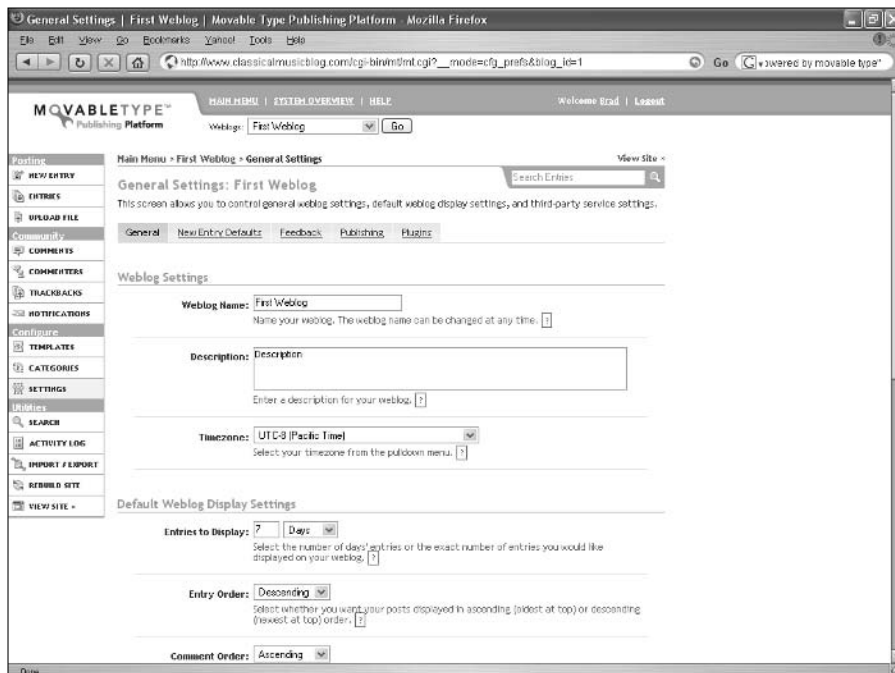 General Settings | First Weblog | Movable Type Publishing Platform - Mozilla Firefox
File Edit View Go Bookmarks Yahoo! Tools Help
http://www.classicalmusicblog.com/cgi-bin/mt/mt.cgi?__mode=cfg_prefs&blog_id=1 Go powered by movable type"
MOVABLETYPE™
Publishing Platform
MAIN MENU | SYSTEM OVERVIEW | HELP Welcome Brad | Logout
Weblogs: First Weblog Go
Posting
NEW ENTRY
ENTRIES
UPLOAD FILE
Community
COMMENTS
COMMENTERS
TRACKBACKS
NOTIFICATIONS
Configure
TEMPLATES
CATEGORIES
SETTINGS
Utilities
SEARCH
ACTIVITY LOG
IMPORT / EXPORT
REBUILD SITE
VIEW SITE »
Main Menu > First Weblog > General Settings View Site »
Search Entries
General Settings: First Weblog
This screen allows you to control general weblog settings, default weblog display settings, and third-party service settings.
General New Entry Defaults Feedback Publishing Plugins
Weblog Settings
Weblog Name: First Weblog
Name your weblog. The weblog name can be changed at any time. ?
Description: Description
Enter a description for your weblog. ?
Timezone: UTC-8 (Pacific Time)
Select your timezone from the pulldown menu. ?
Default Weblog Display Settings
Entries to Display: 7 Days
Select the number of days' entries or the exact number of entries you would like
displayed on your weblog. ?
Entry Order: Descending
Select whether you want your posts displayed in ascending (oldest at top) or descending
(newest at top) order. ?
Comment Order: Ascending
Done